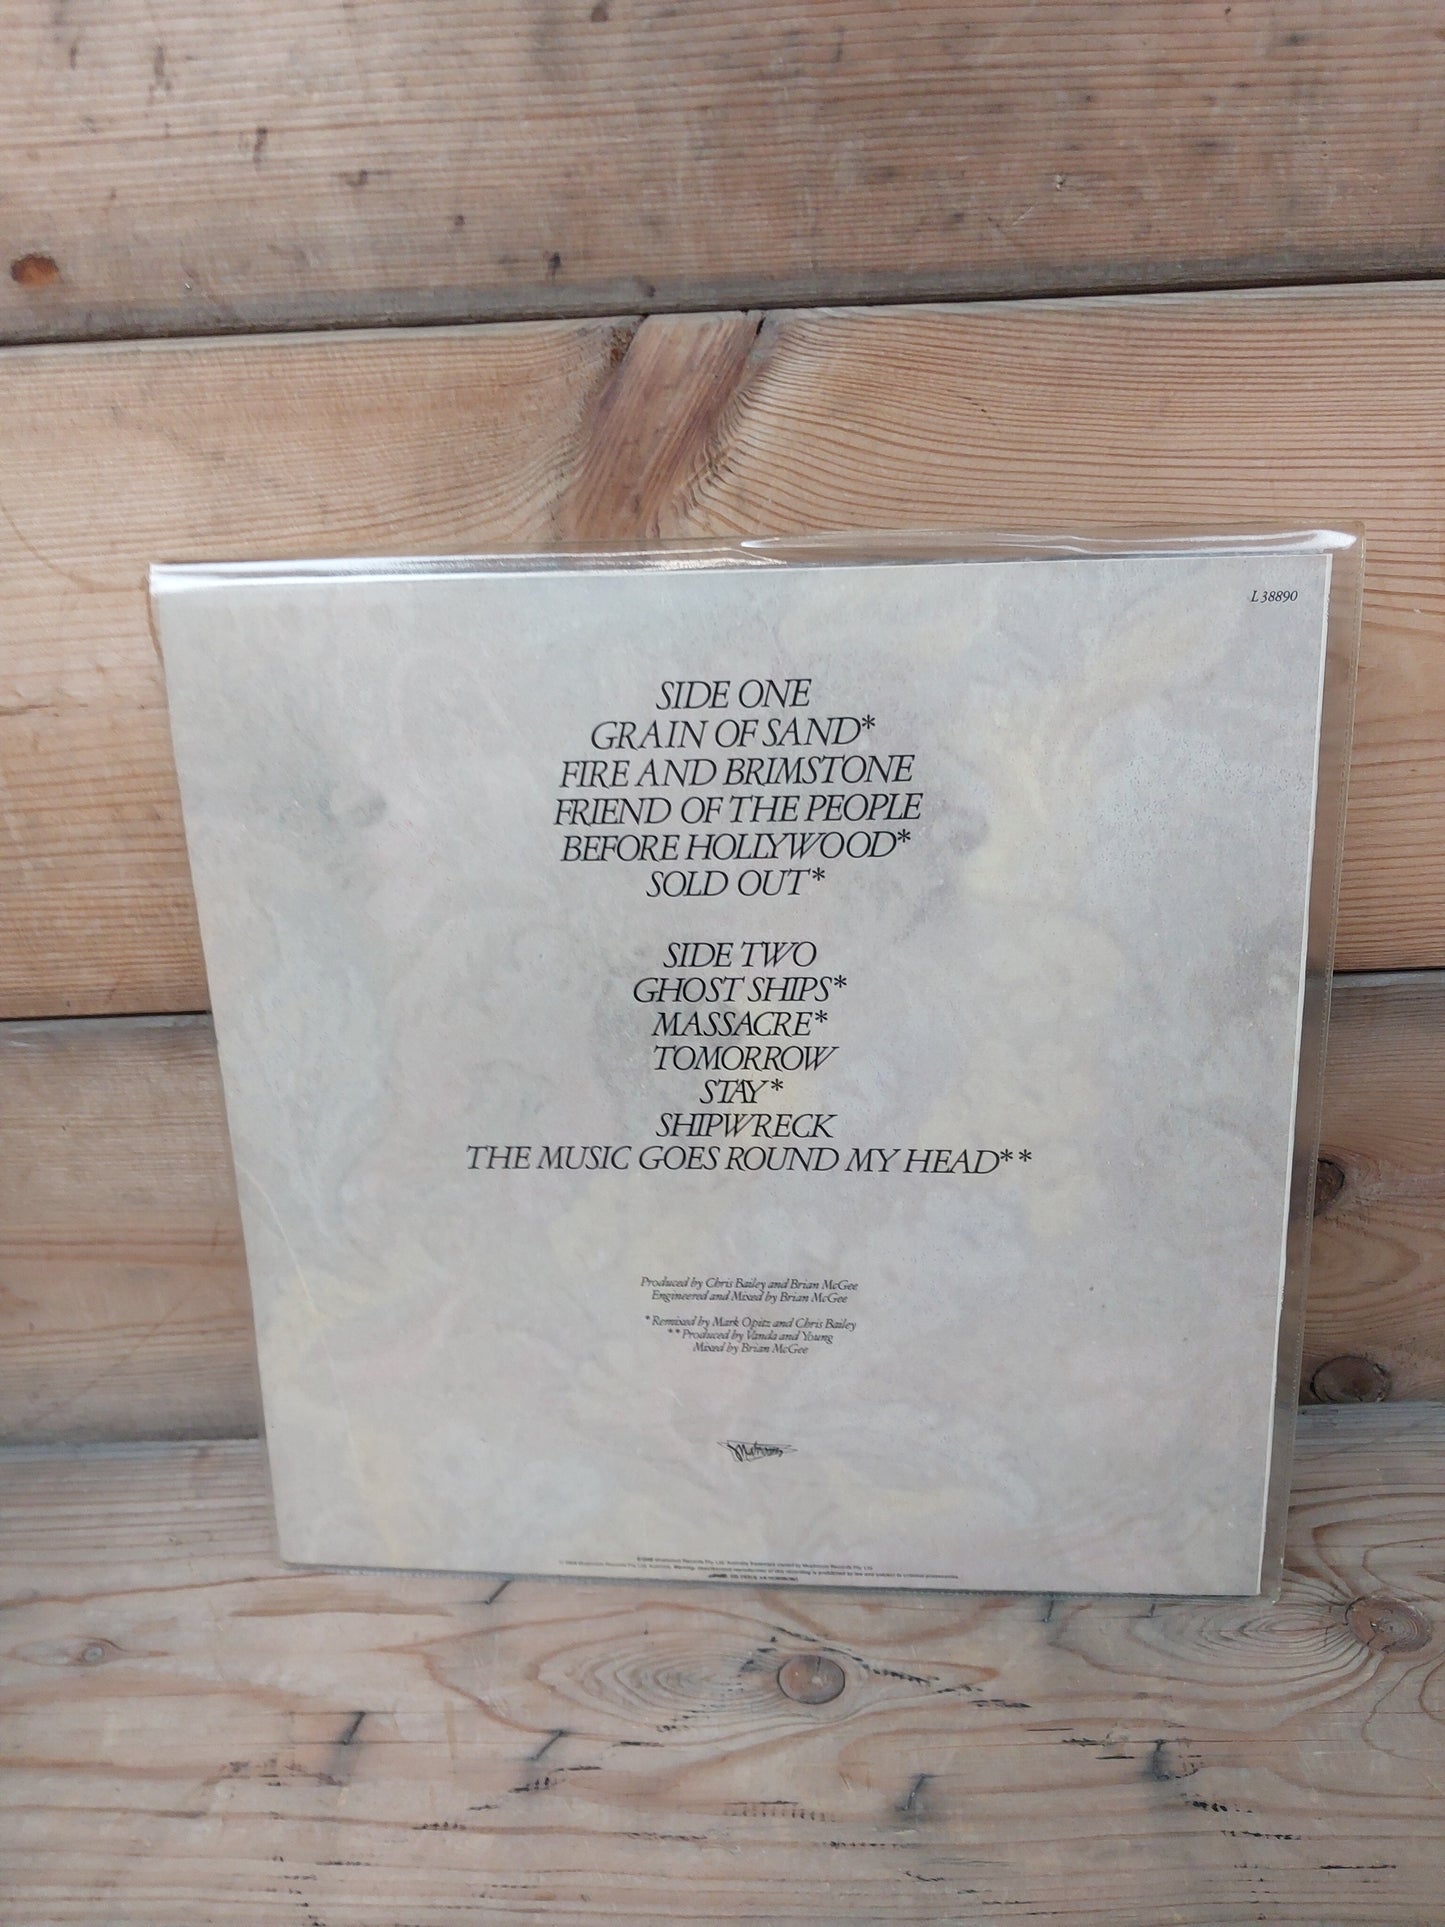 L 38890
SIDE ONE
GRAIN OF SAND*
FIRE AND BRIMSTONE
FRIEND OF THE PEOPLE
BEFORE HOLLYWOOD*
SOLD OUT*
SIDE TWO
GHOST SHIPS*
MASSACRE*
TOMORROW
STAY*
SHIPWRECK
THE MUSIC GOES ROUND MY HEAD**
Produced by Chris Bailey and Brian McGee
Engineered and Mixed by Brian McGee
*Remixed by Mark Opitz and Chris Bailey
**Produced by Vanda and Young
Mixed by Brian McGee
Mushroom